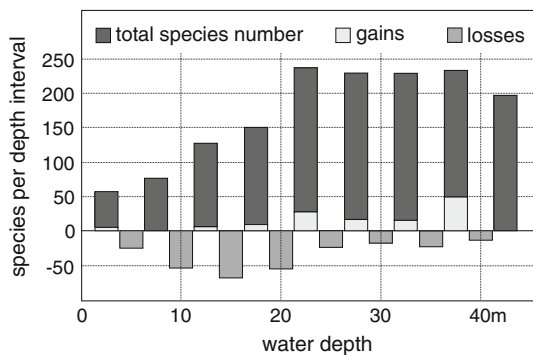 total species number gains losses
250
200
150
100
50
0
-50
species per depth interval
0 10 20 30 40m
water depth